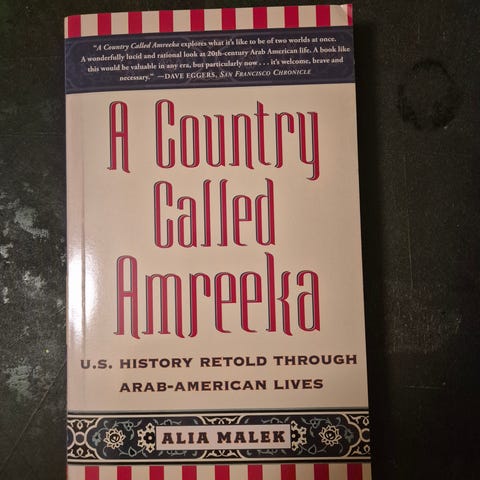 "A Country Called Amreeka explores what it's like to be of two worlds at once.
A wonderfully lucid and rational look at 20th-century Arab American life. A book like
this would be valuable in any era, but particularly now . . . it's welcome, brave and
necessary." —DAVE EGGERS, SAN FRANCISCO CHRONICLE
A Country
Called
Amreeka
U.S. HISTORY RETOLD THROUGH
ARAB-AMERICAN LIVES
ALIA MALEK